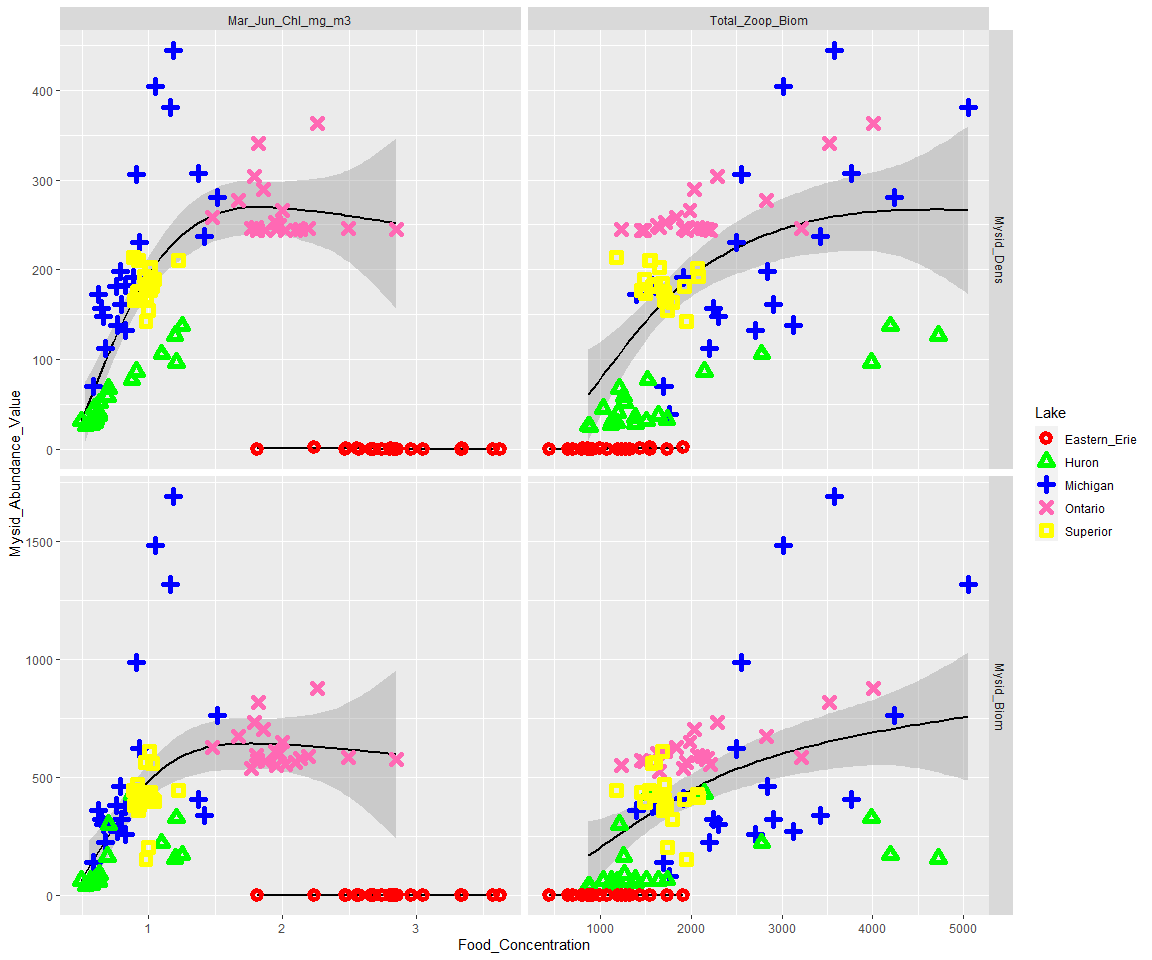 Mar_Jun_Chl_mg_m3 Total_Zoop_Biom
400
300
200
100
0
Mysid_Dens
1500
1000
500
0
Mysid_Biom
Mysid_Abundance_Value
1 2 3 1000 2000 3000 4000 5000
Food_Concentration
Lake
Eastern_Erie
Huron
Michigan
Ontario
Superior